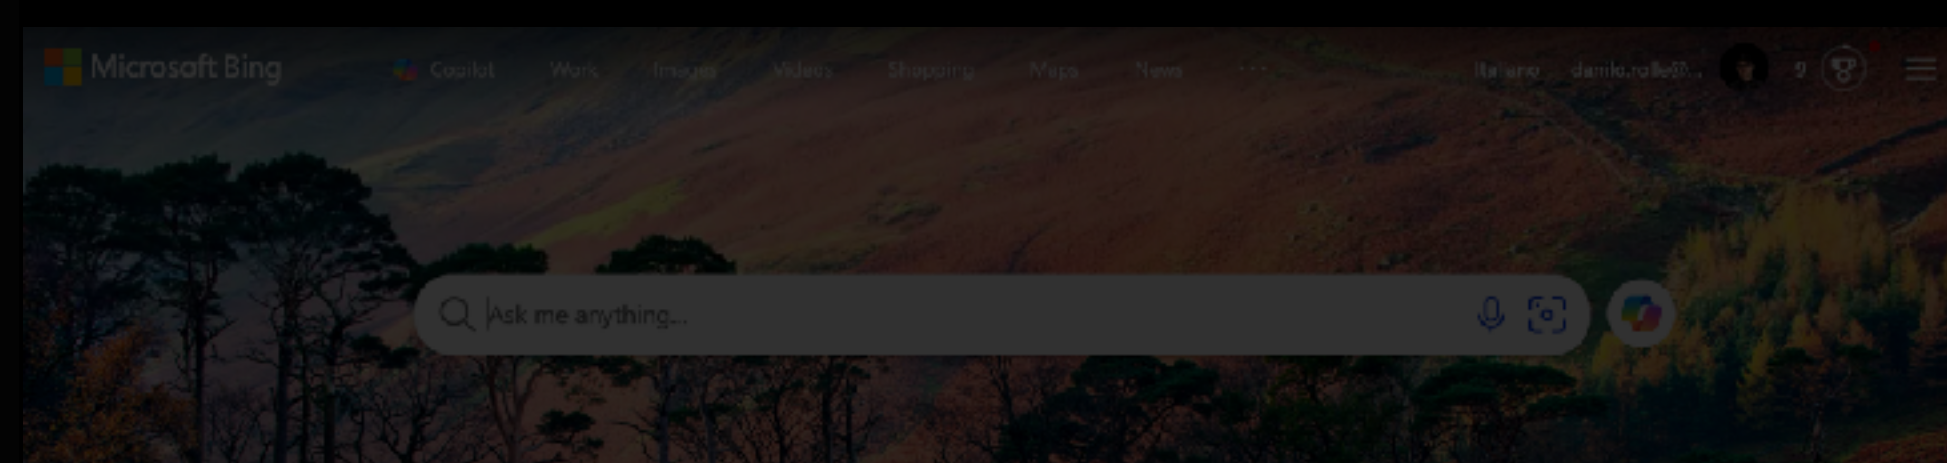 Microsoft Bing Copilot Work Images Videos Shopping Maps News ... Italiano 9
Ask me anything...